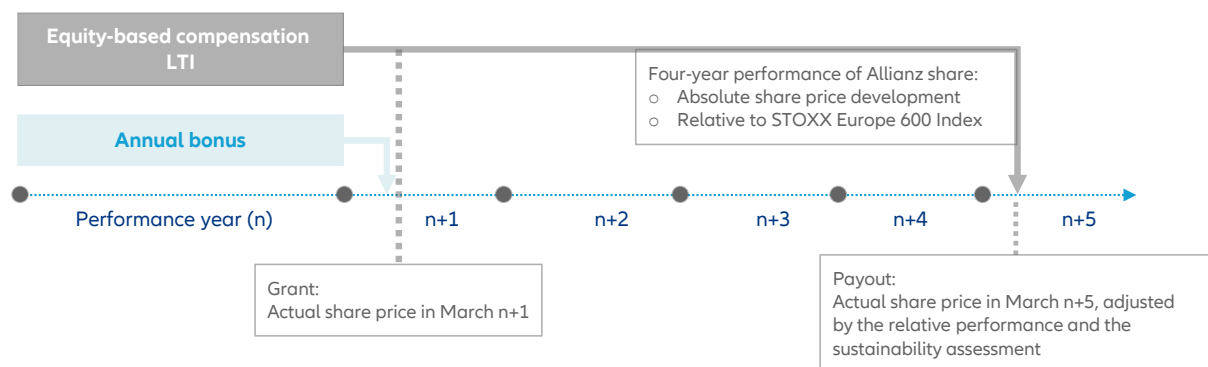 Equity-based compensation
LTI
Four-year performance of Allianz share:
○ Absolute share price development
○ Relative to STOXX Europe 600 Index
Annual bonus
Performance year (n)
n+1
n+2
n+3
n+4
n+5
Grant:
Actual share price in March n+1
Payout:
Actual share price in March n+5, adjusted
by the relative performance and the
sustainability assessment